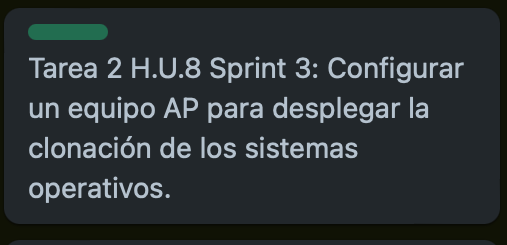 Tarea 2 H.U.8 Sprint 3: Configurar
un equipo AP para desplegar la
clonación de los sistemas
operativos.